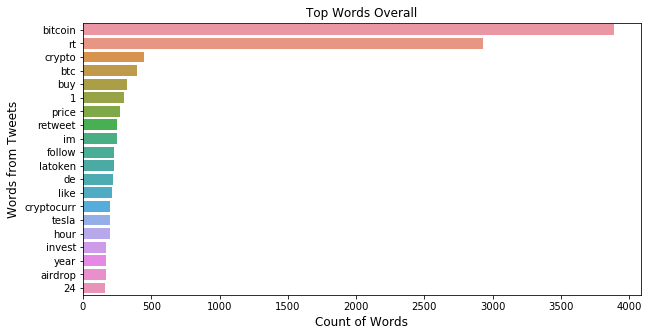 Top Words Overall
Words from Tweets
bitcoin
rt
crypto
btc
buy
1
price
retweet
im
follow
latoken
de
like
cryptocurr
tesla
hour
invest
year
airdrop
24
0 500 1000 1500 2000 2500 3000 3500 4000
Count of Words